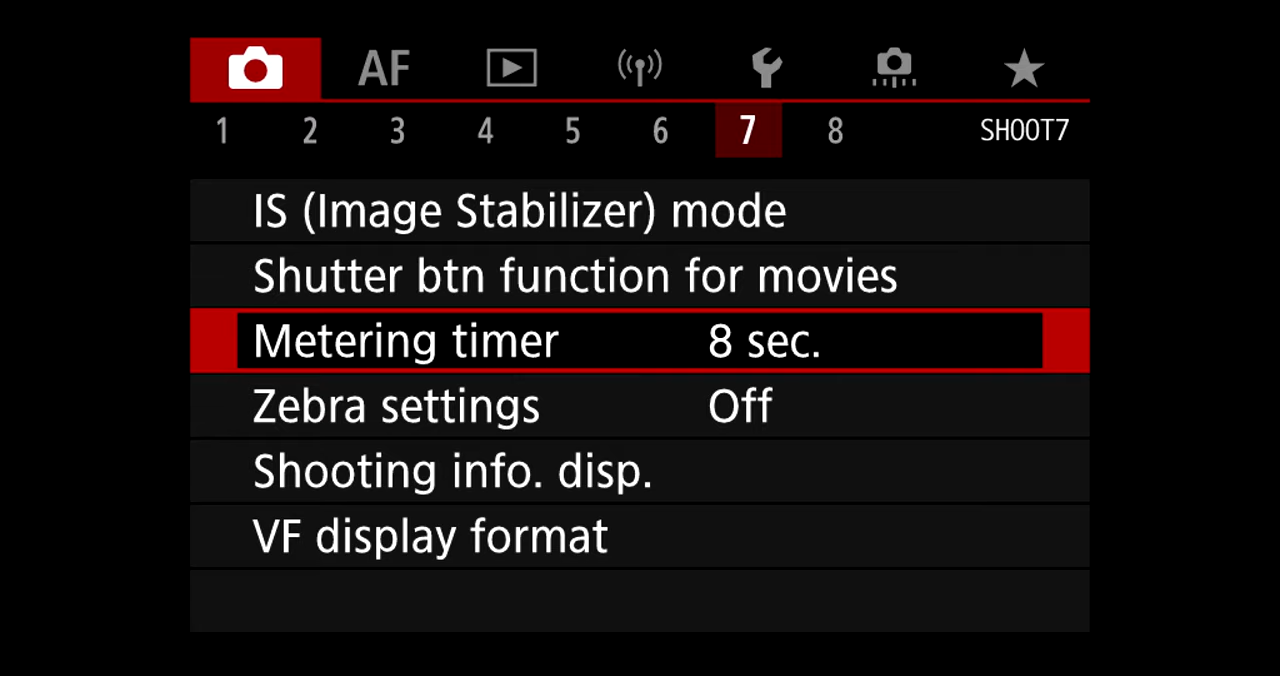 AF
1 2 3 4 5 6 7 8 SHOOT7
IS (Image Stabilizer) mode
Shutter btn function for movies
Metering timer 8 sec.
Zebra settings Off
Shooting info. disp.
VF display format